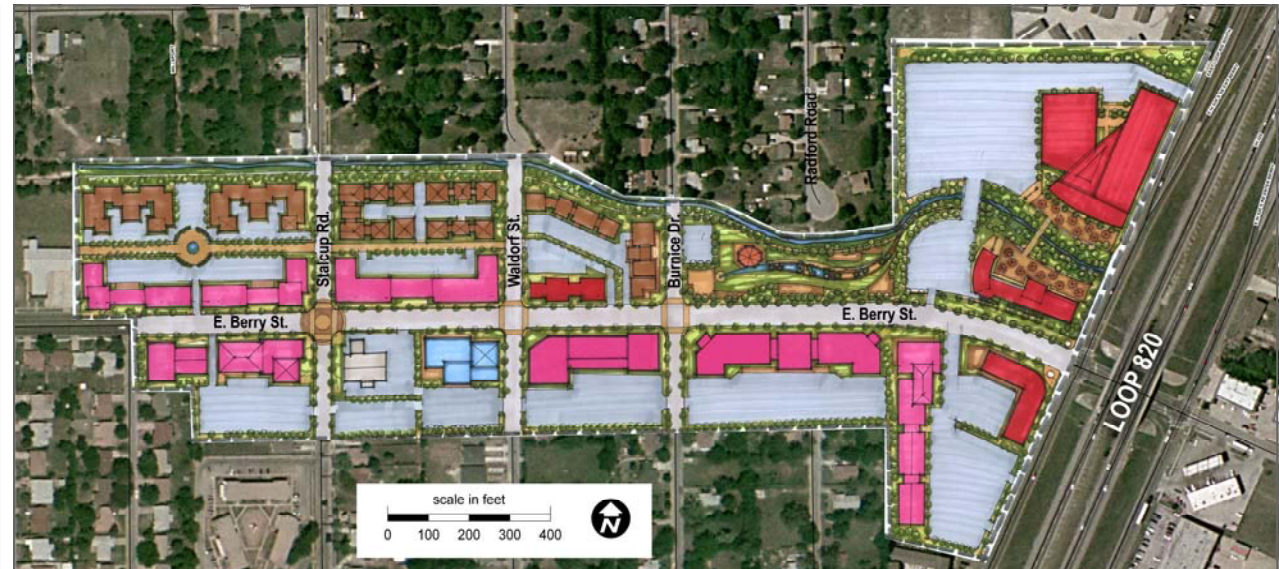 Radford Road
Stalcup Rd.
Waldorf St.
Burnice Dr.
E. Berry St.
E. Berry St.
LOOP 820
scale in feet
0 100 200 300 400
N